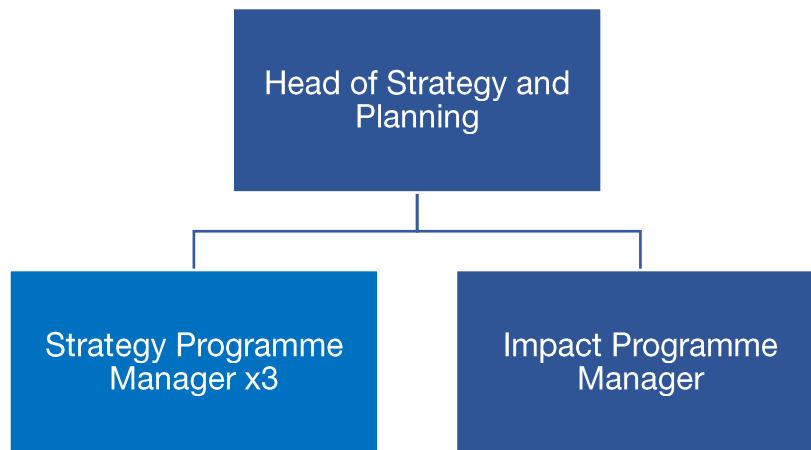 Head of Strategy and
Planning
Strategy Programme
Manager x3
Impact Programme
Manager